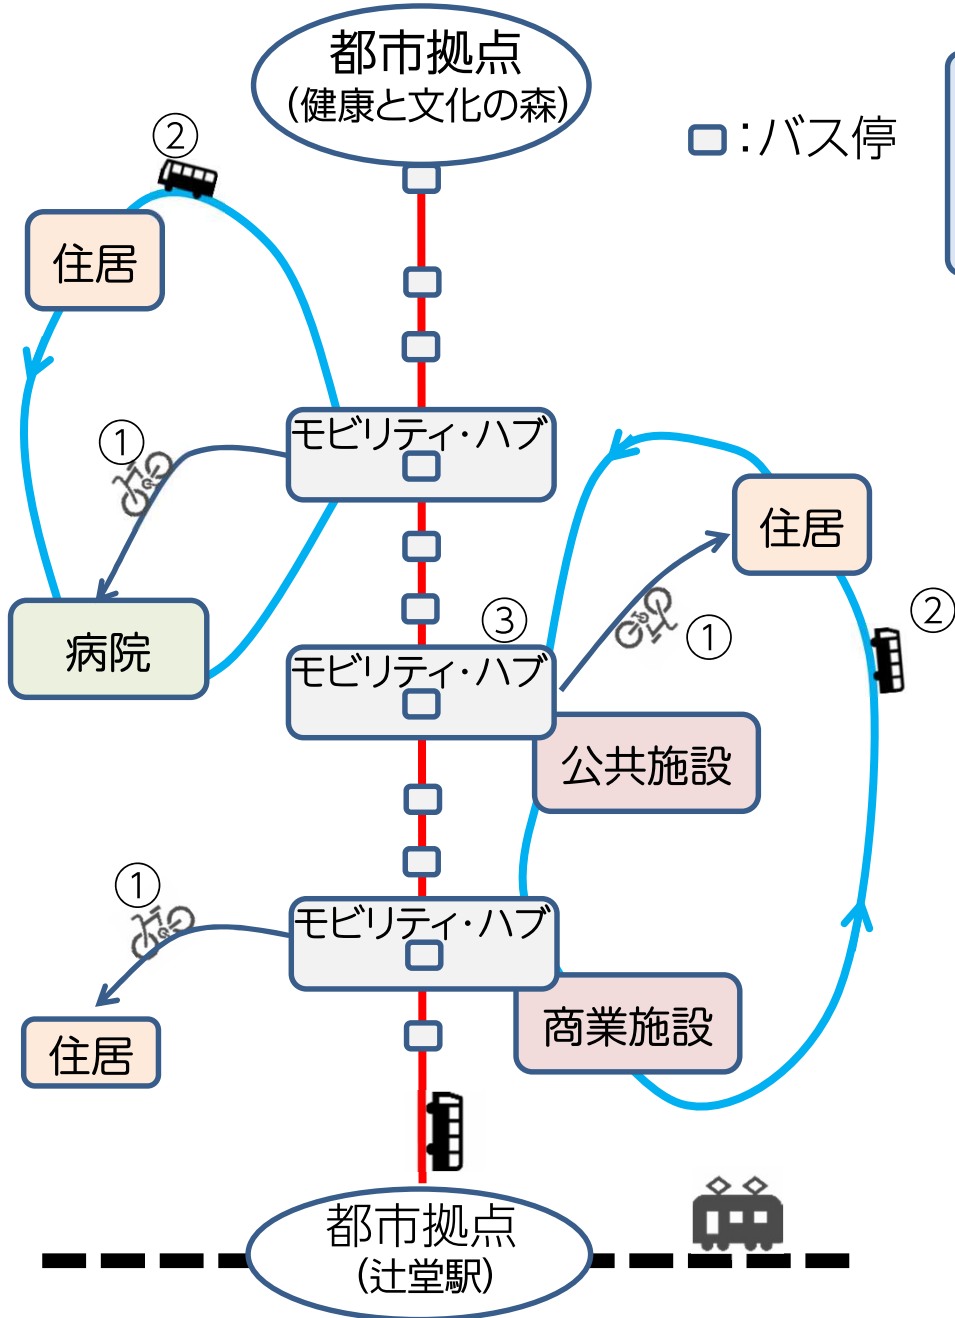 都市拠点
(健康と文化の森)
:バス停
②
住居
モビリティ・ハブ
①
住居
②
③
①
病院
モビリティ・ハブ
公共施設
①
モビリティ・ハブ
商業施設
住居
都市拠点
(辻堂駅)